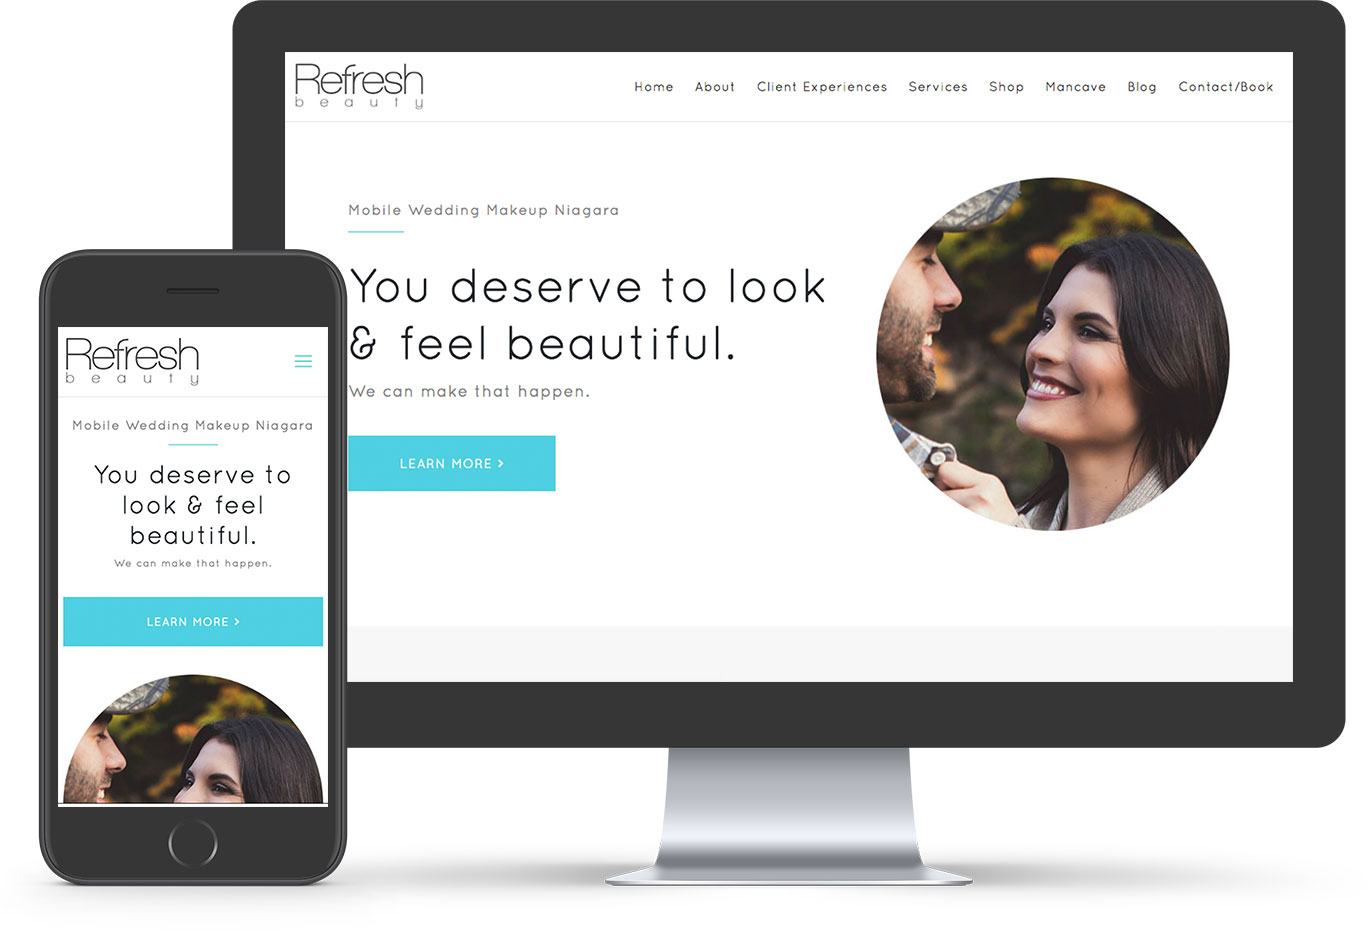 Refresh
beauty
Home About Client Experiences Services Shop Mancave Blog Contact/Book
Mobile Wedding Makeup Niagara
You deserve to look
& feel beautiful.
We can make that happen.
LEARN MORE >
Refresh
beauty
Mobile Wedding Makeup Niagara
You deserve to
look & feel
beautiful.
We can make that happen.
LEARN MORE >